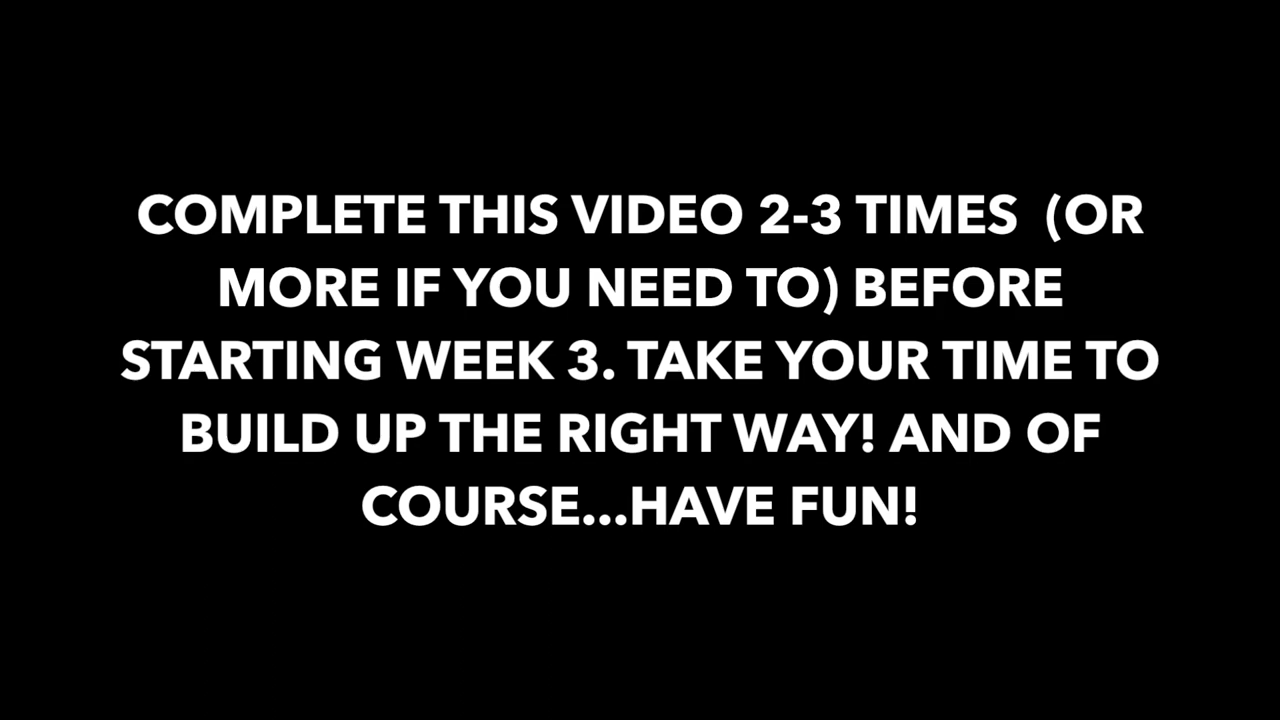 COMPLETE THIS VIDEO 2-3 TIMES  (OR
MORE IF YOU NEED TO) BEFORE
STARTING WEEK 3. TAKE YOUR TIME TO
BUILD UP THE RIGHT WAY! AND OF
COURSE...HAVE FUN!